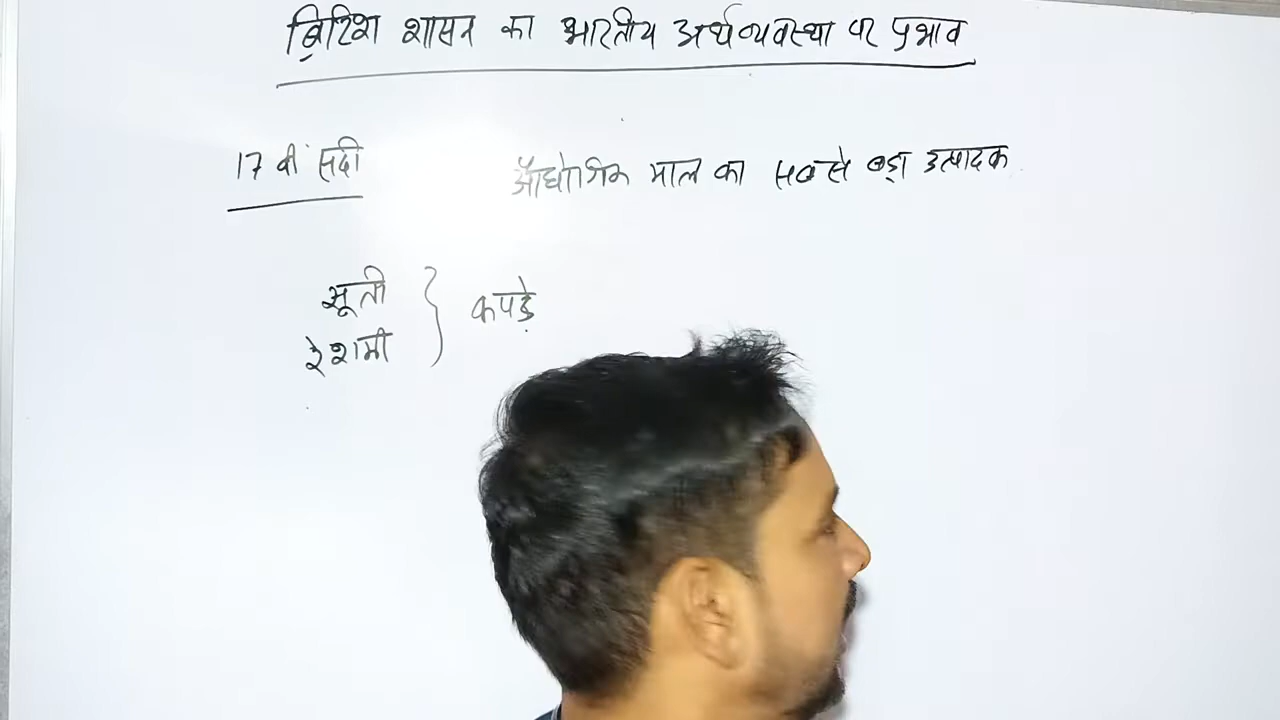 ब्रिटिश शासन का भारतीय अर्थव्यवस्था पर प्रभाव
17 वीं सदी औद्योगिक माल का सबसे बड़ा उत्पादक
सूती
रेशमी } कपड़े